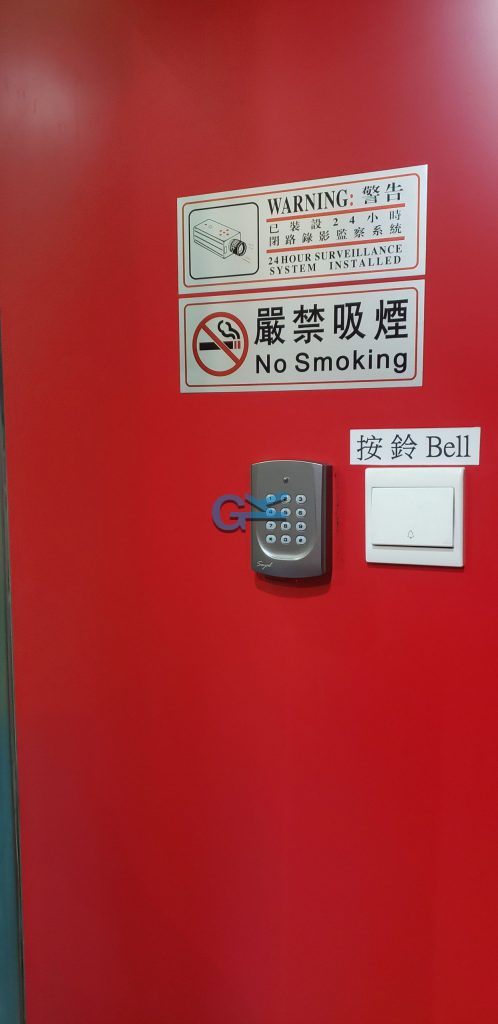 WARNING: 警告
已裝設24小時
閉路錄影監察系統
24 HOUR SURVEILLANCE
SYSTEM INSTALLED
嚴禁吸煙
No Smoking
按鈴 Bell